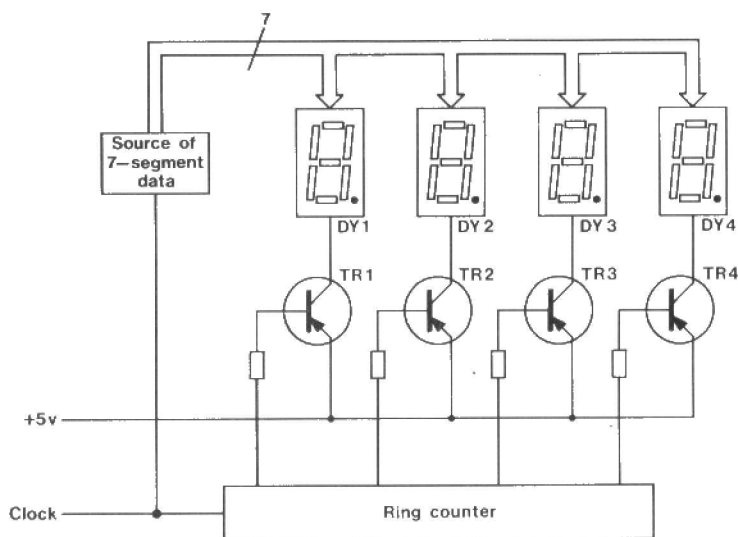 7
Source of
7-segment
data
DY1
DY2
DY3
DY4
TR1
TR2
TR3
TR4
+5v
Clock
Ring counter